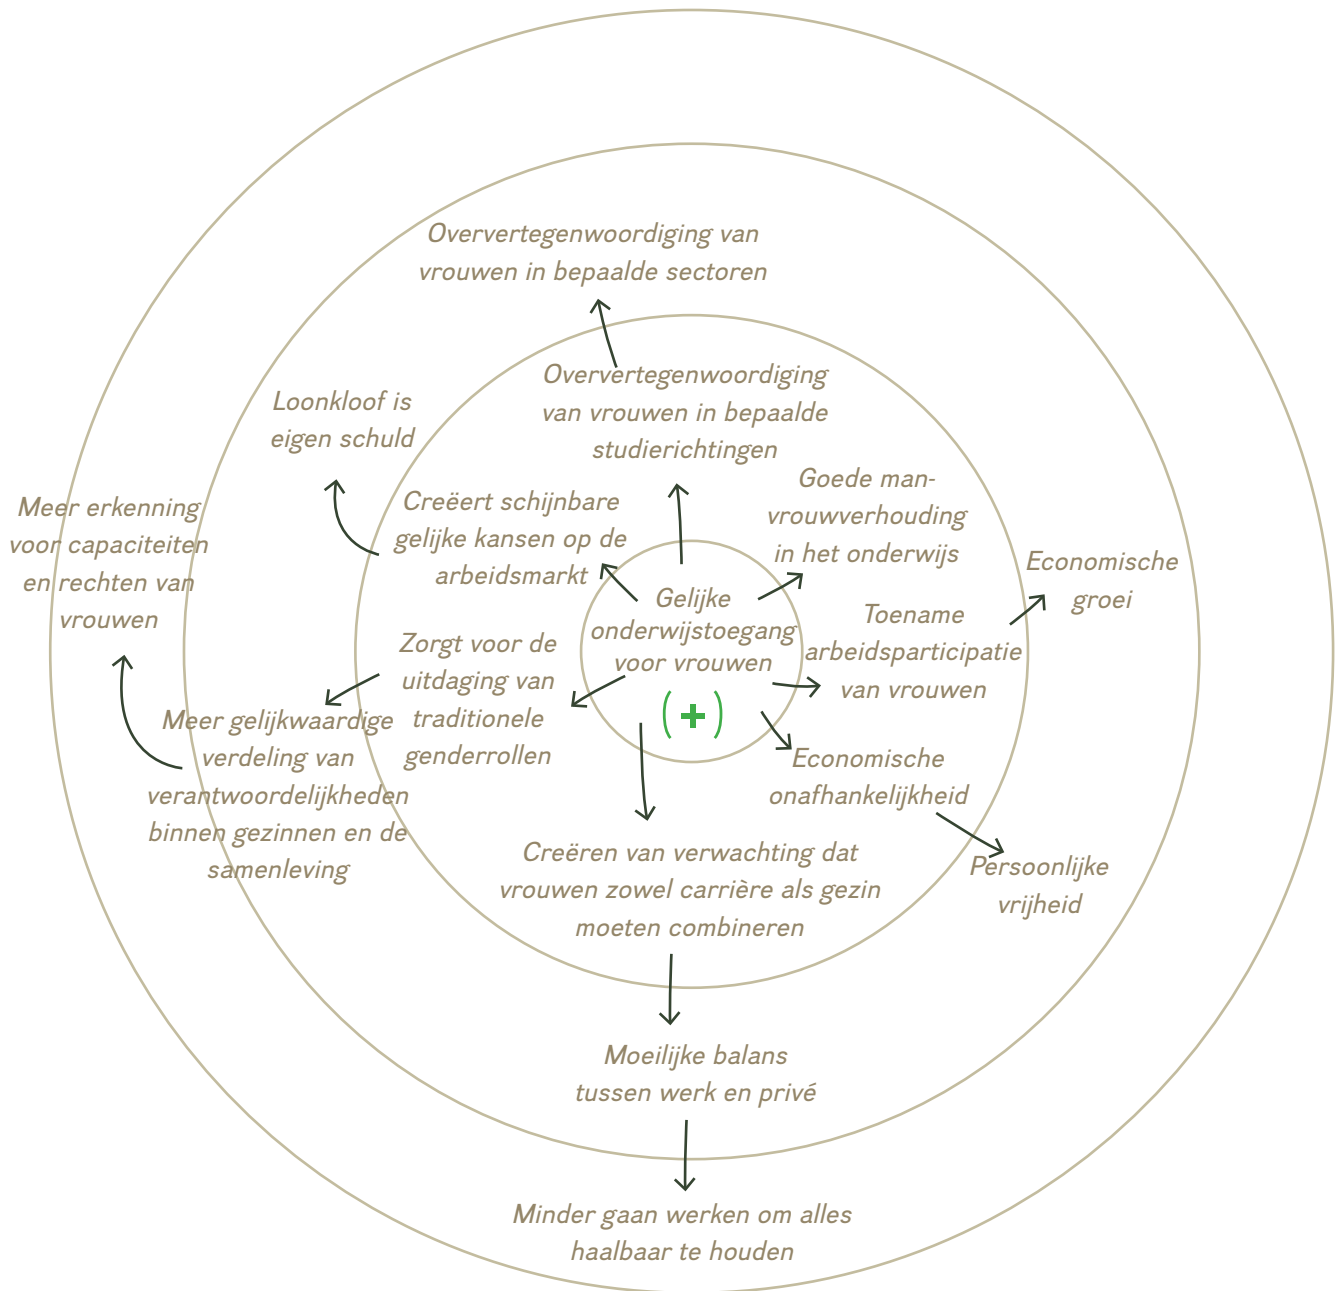 Oververtegenwoordiging van
vrouwen in bepaalde sectoren
Oververtegenwoordiging
van vrouwen in bepaalde
studierichtingen
Loonkloof is
eigen schuld
Goede man-
vrouwverhouding
in het onderwijs
Creëert schijnbare
gelijke kansen op de
arbeidsmarkt
Meer erkenning
voor capaciteiten
en rechten van
vrouwen
Economische
groei
Gelijke
onderwijstoegang
voor vrouwen
(+)
Toename
arbeidsparticipatie
van vrouwen
Zorgt voor de
uitdaging van
traditionele
genderrollen
Meer gelijkwaardige
verdeling van
verantwoordelijkheden
binnen gezinnen en de
samenleving
Economische
onafhankelijkheid
Persoonlijke
vrijheid
Creëren van verwachting dat
vrouwen zowel carrière als gezin
moeten combineren
Moeilijke balans
tussen werk en privé
Minder gaan werken om alles
haalbaar te houden